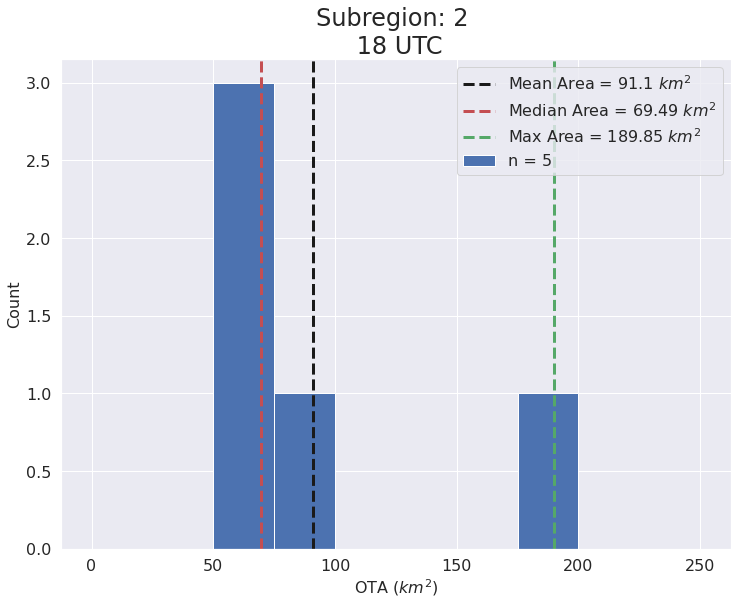 Subregion: 2
18 UTC
Mean Area = 91.1 km²
Median Area = 69.49 km²
Max Area = 189.85 km²
n = 5
3.0
2.5
2.0
1.5
1.0
0.5
0.0
Count
0 50 100 150 200 250
OTA (km²)